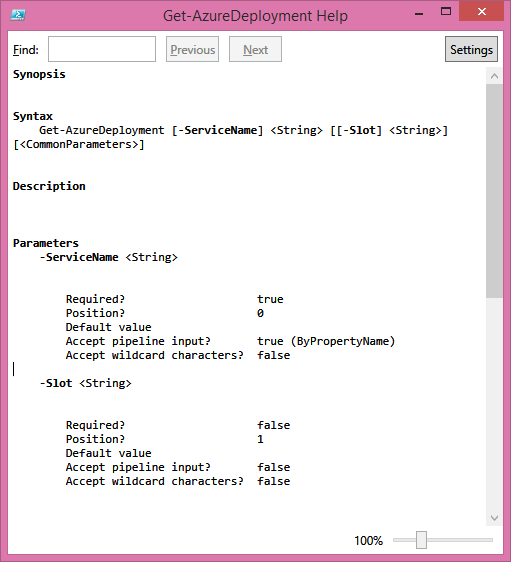 Get-AzureDeployment Help
Find: Previous Next Settings
Synopsis
Syntax
Get-AzureDeployment [-ServiceName] <String> [[-Slot] <String>]
[<CommonParameters>]
Description
Parameters
-ServiceName <String>
Required? true
Position? 0
Default value
Accept pipeline input? true (ByPropertyName)
Accept wildcard characters? false
-Slot <String>
Required? false
Position? 1
Default value
Accept pipeline input? false
Accept wildcard characters? false
100%